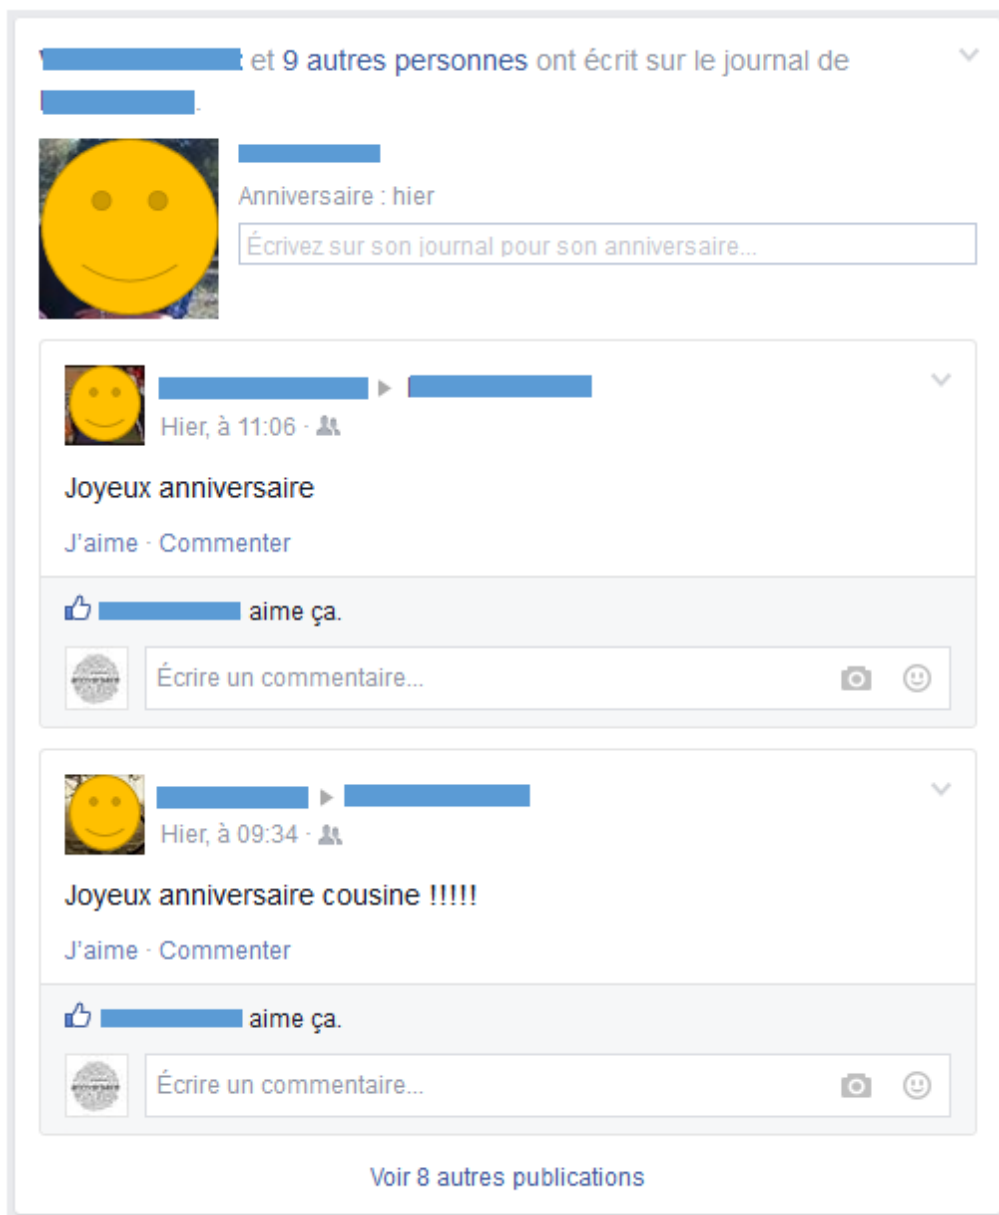 et 9 autres personnes ont écrit sur le journal de
.
Anniversaire : hier
Écrivez sur son journal pour son anniversaire...
Hier, à 11:06 ·
Joyeux anniversaire
J'aime · Commenter
aime ça.
Écrire un commentaire...
Hier, à 09:34 ·
Joyeux anniversaire cousine !!!!!
J'aime · Commenter
aime ça.
Écrire un commentaire...
Voir 8 autres publications